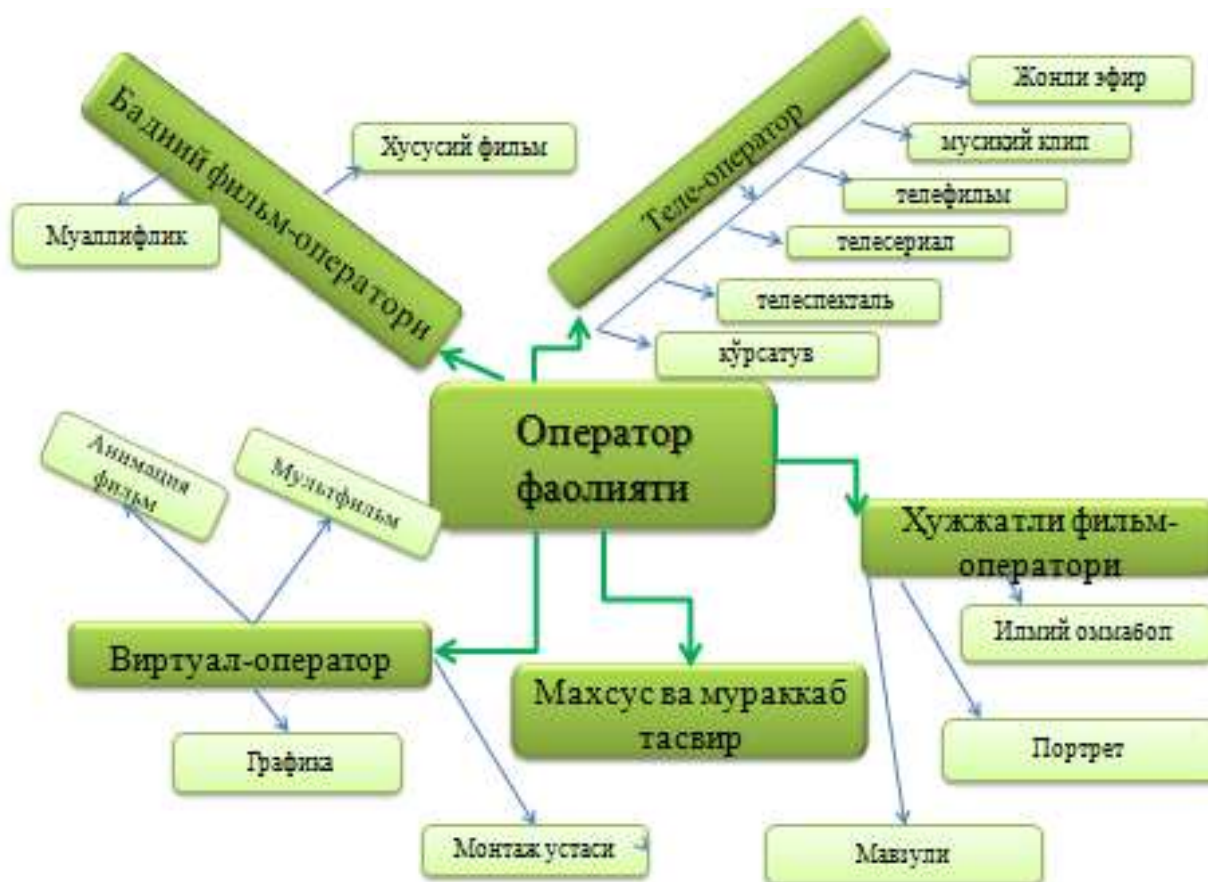 Бадиий фильм-оператори
Хусусий фильм
Муаллифлик
Теле-оператор
Жонли эфир
мусиқий клип
телефильм
телесериал
телеспекталь
кўрсатув
Оператор
фаолияти
Анимация
фильм
Мультфильм
Виртуал-оператор
Графика
Монтаж устаси
Махсус ва мураккаб
тасвир
Ҳужжатли фильм-
оператори
Илмий оммабоп
Портрет
Мавзули